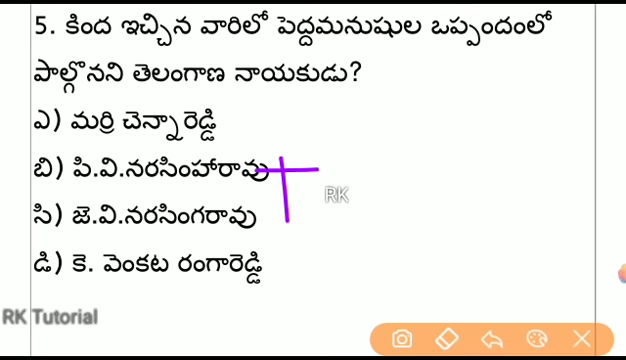 5. కింద ఇచ్చిన వారిలో పెద్దమనుషుల ఒప్పందంలో
పాల్గొనని తెలంగాణ నాయకుడు?
ఎ) మర్రి చెన్నారెడ్డి
బి) పి.వి.నరసింహారావు
RK
సి) జె.వి.నరసింగరావు
డి) కె. వెంకట రంగారెడ్డి
RK Tutorial